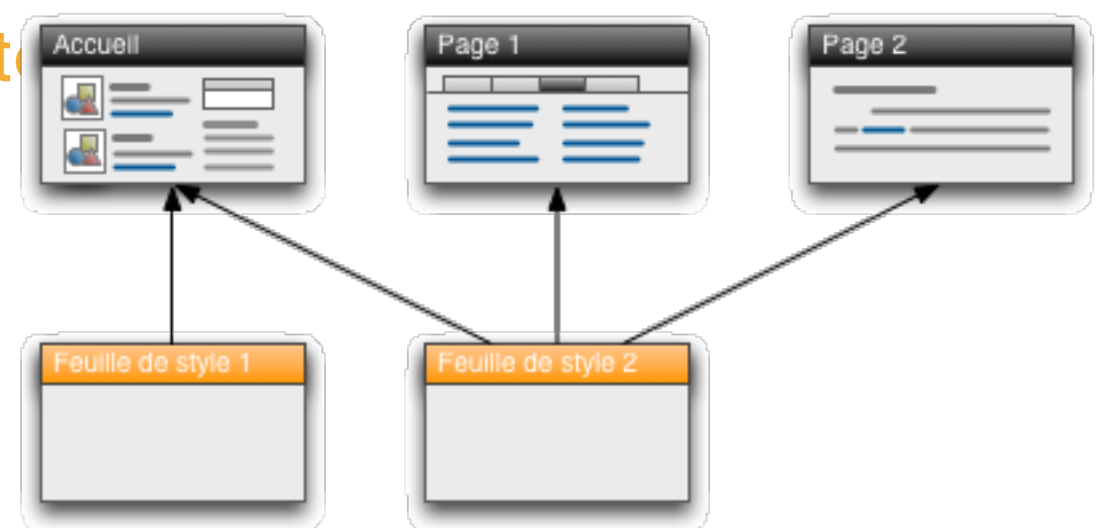 Accueil
Page 1
Page 2
Feuille de style 1
Feuille de style 2